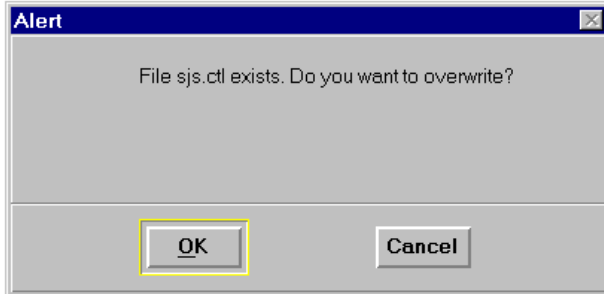 Alert
File sjs.ctl exists. Do you want to overwrite?
OK
Cancel